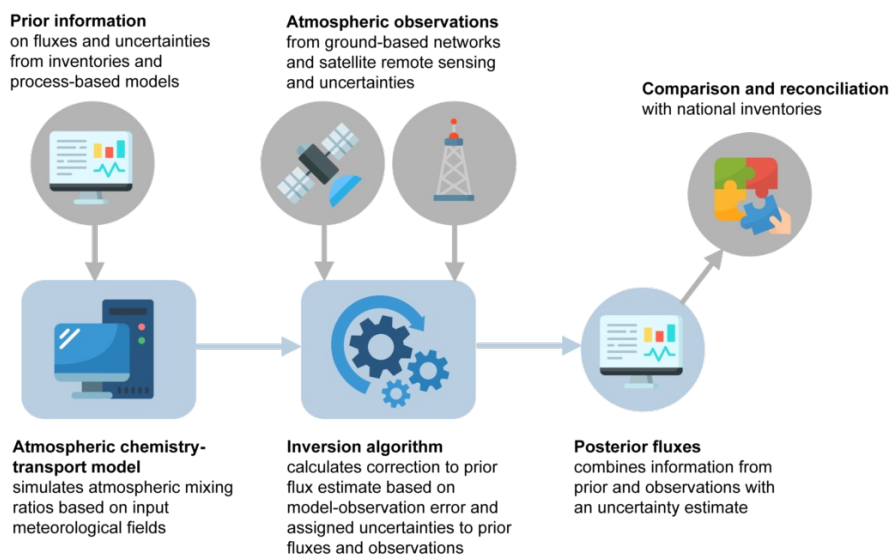 Prior information
on fluxes and uncertainties
from inventories and
process-based models
Atmospheric observations
from ground-based networks
and satellite remote sensing
and uncertainties
Comparison and reconciliation
with national inventories
Atmospheric chemistry-
transport model
simulates atmospheric mixing
ratios based on input
meteorological fields
Inversion algorithm
calculates correction to prior
flux estimate based on
model-observation error and
assigned uncertainties to prior
fluxes and observations
Posterior fluxes
combines information from
prior and observations with
an uncertainty estimate